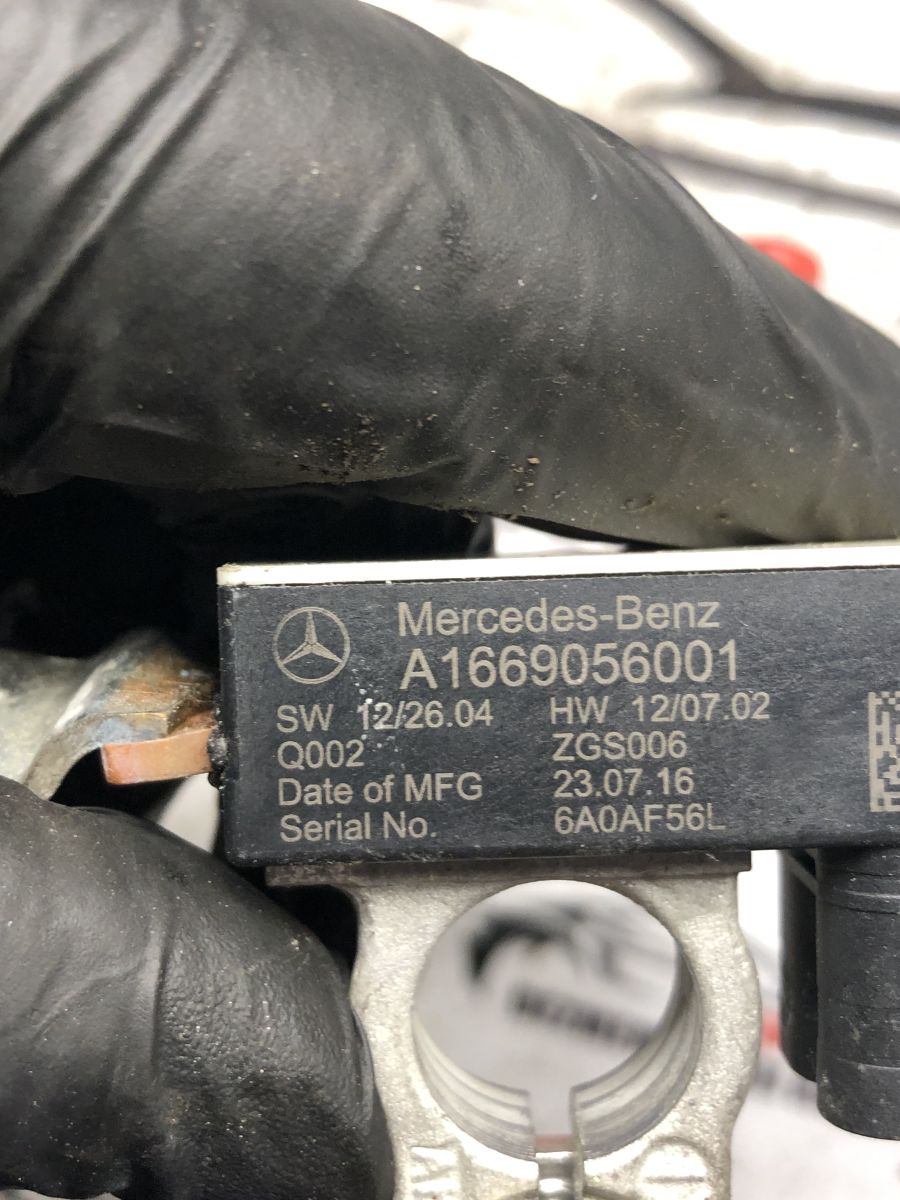 Mercedes-Benz
A1669056001
SW 12/26.04 HW 12/07.02
Q002 ZGS006
Date of MFG 23.07.16
Serial No. 6A0AF56L